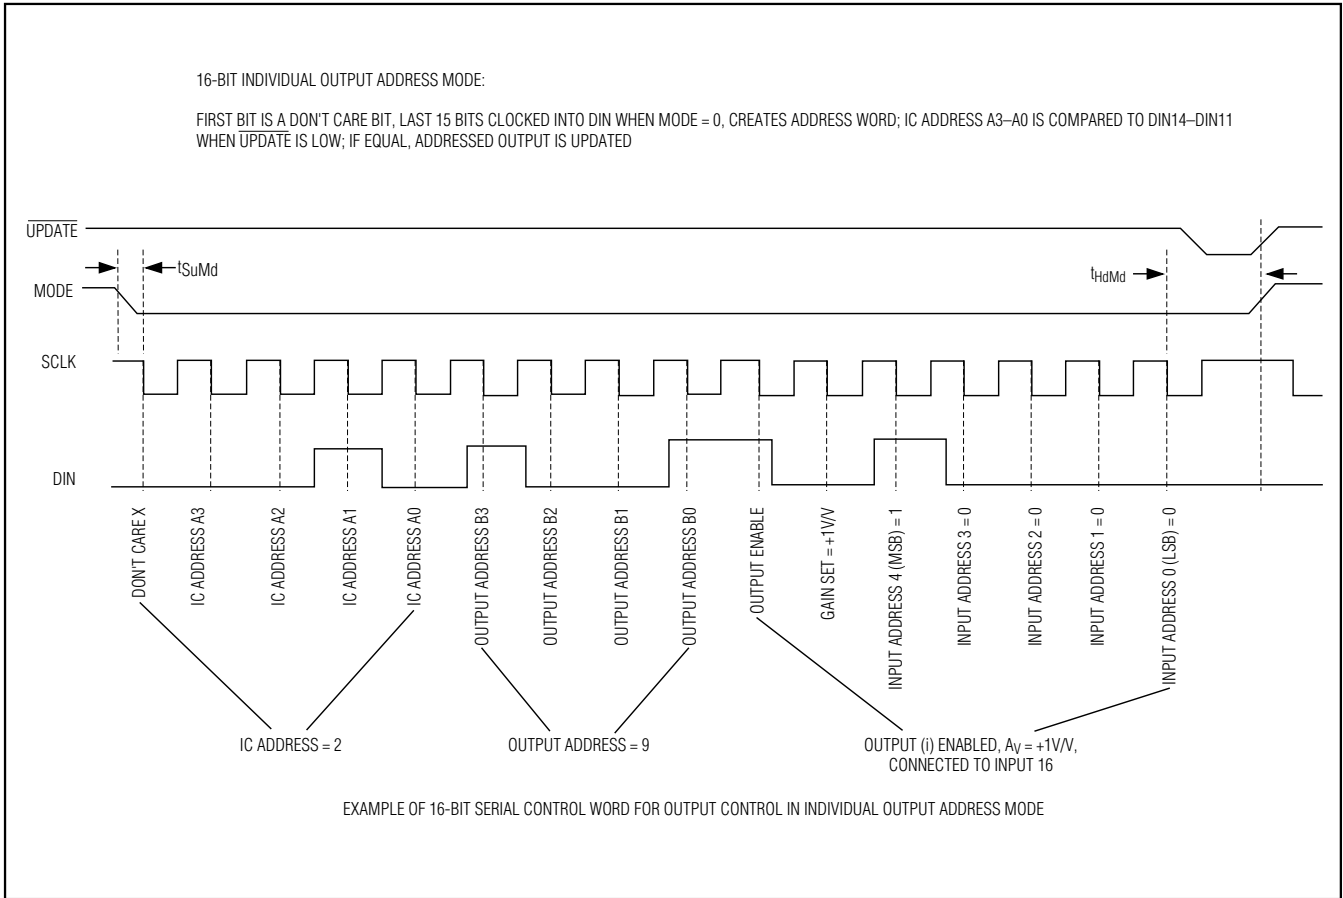 16-BIT INDIVIDUAL OUTPUT ADDRESS MODE:
FIRST BIT IS A DON'T CARE BIT, LAST 15 BITS CLOCKED INTO DIN WHEN MODE = 0, CREATES ADDRESS WORD; IC ADDRESS A3–A0 IS COMPARED TO DIN14–DIN11
WHEN UPDATE IS LOW; IF EQUAL, ADDRESSED OUTPUT IS UPDATED
UPDATE
tSuMd
tHdMd
MODE
SCLK
DIN
DON'T CARE X
IC ADDRESS A3
IC ADDRESS A2
IC ADDRESS A1
IC ADDRESS A0
OUTPUT ADDRESS B3
OUTPUT ADDRESS B2
OUTPUT ADDRESS B1
OUTPUT ADDRESS B0
OUTPUT ENABLE
GAIN SET = +1V/V
INPUT ADDRESS 4 (MSB) = 1
INPUT ADDRESS 3 = 0
INPUT ADDRESS 2 = 0
INPUT ADDRESS 1 = 0
INPUT ADDRESS 0 (LSB) = 0
IC ADDRESS = 2
OUTPUT ADDRESS = 9
OUTPUT (i) ENABLED, AV = +1V/V,
CONNECTED TO INPUT 16
EXAMPLE OF 16-BIT SERIAL CONTROL WORD FOR OUTPUT CONTROL IN INDIVIDUAL OUTPUT ADDRESS MODE